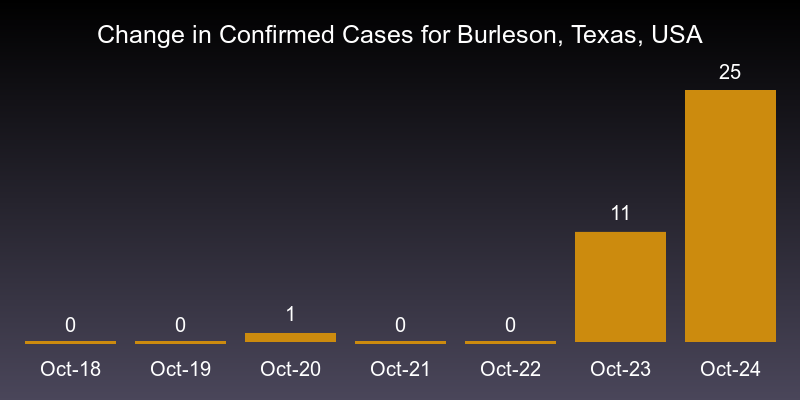 Change in Confirmed Cases for Burleson, Texas, USA
25
11
1
0 0 0 0
Oct-18 Oct-19 Oct-20 Oct-21 Oct-22 Oct-23 Oct-24